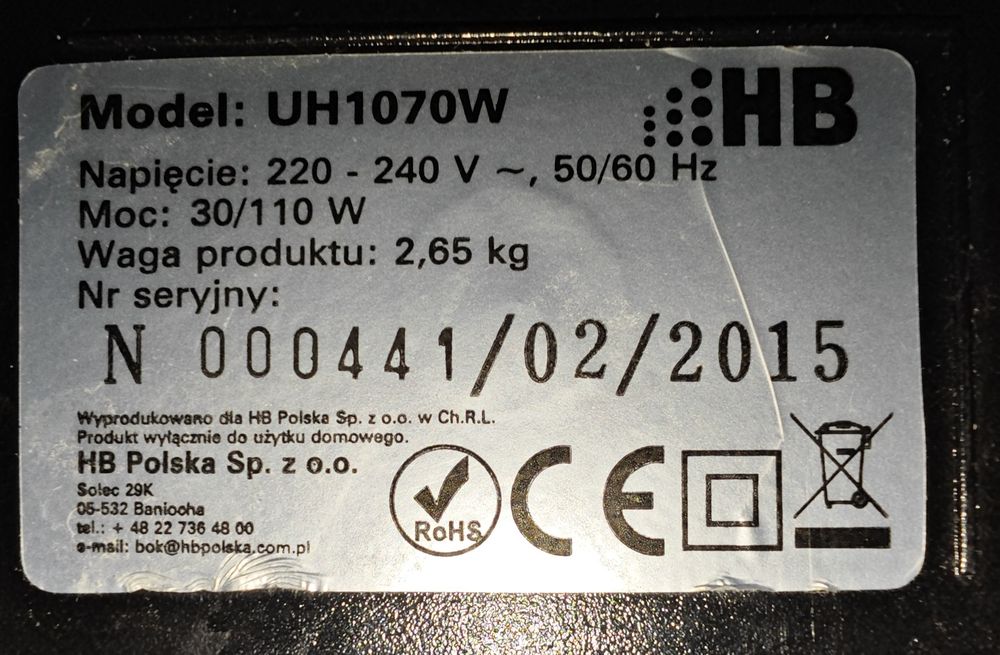 Model: UH1070W
HB
Napięcie: 220 - 240 V ~, 50/60 Hz
Moc: 30/110 W
Waga produktu: 2,65 kg
Nr seryjny:
N 000441/02/2015
Wyprodukowano dla HB Polska Sp. z o.o. w Ch.R.L.
Produkt wyłącznie do użytku domowego.
HB Polska Sp. z o.o.
Solec 29K
05-532 Baniocha
tel.: + 48 22 736 48 00
e-mail: bok@hbpolska.com.pl
RoHS
CE